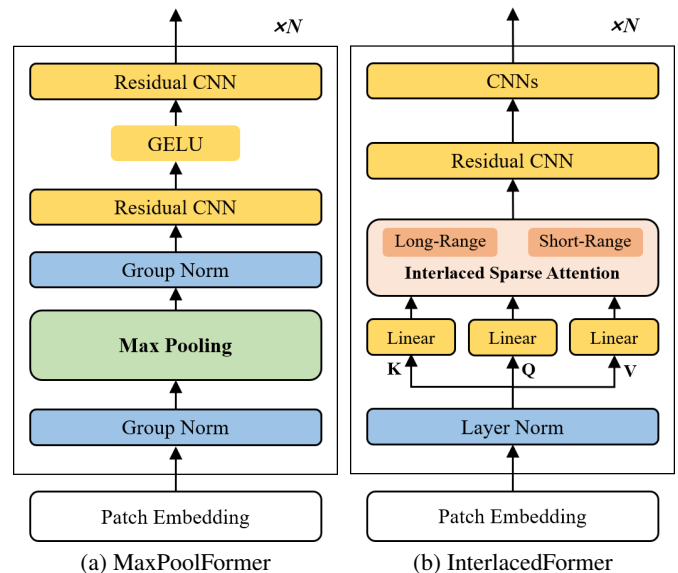 ×N
Residual CNN
GELU
Residual CNN
Group Norm
Max Pooling
Group Norm
Patch Embedding
(a) MaxPoolFormer
×N
CNNs
Residual CNN
Long-Range Short-Range
Interlaced Sparse Attention
Linear Linear Linear
K Q V
Layer Norm
Patch Embedding
(b) InterlacedFormer